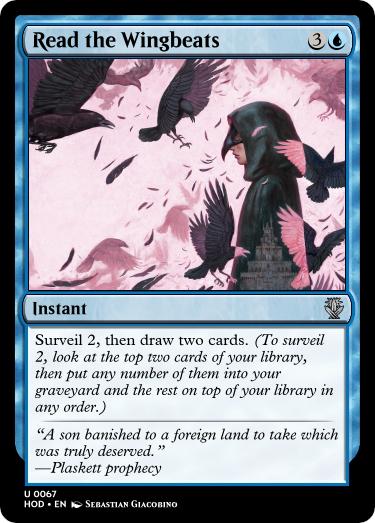 Read the Wingbeats 3
Instant
Surveil 2, then draw two cards. (To surveil
2, look at the top two cards of your library,
then put any number of them into your
graveyard and the rest on top of your library in
any order.)
“A son banished to a foreign land to take which
was truly deserved.”
—Plaskett prophecy
U 0067
HOD • EN Sebastian Giacobino